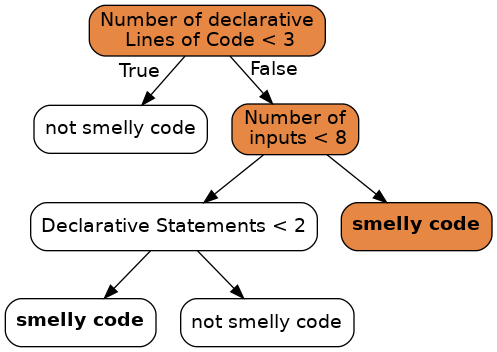 Number of declarative
Lines of Code < 3
True
False
not smelly code
Number of
inputs < 8
Declarative Statements < 2
smelly code
smelly code
not smelly code